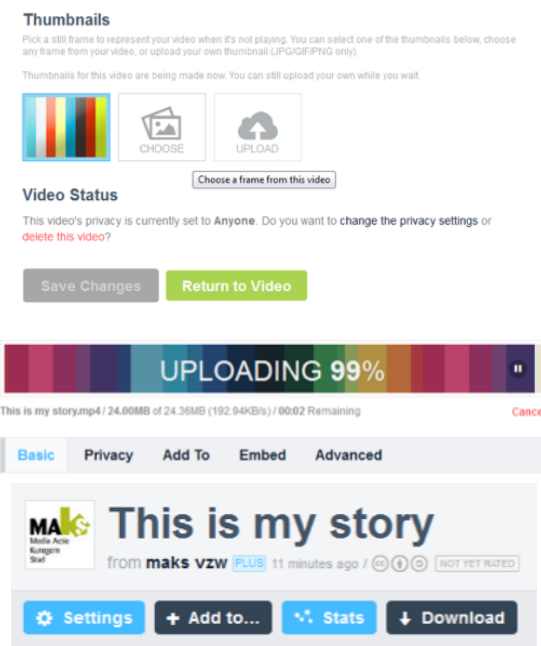 Thumbnails
Pick a still frame to represent your video when it's not playing. You can select one of the thumbnails below, choose
any frame from your video, or upload your own thumbnail (JPG/GIF/PNG only).
Thumbnails for this video are being made now. You can still upload your own while you wait.
CHOOSE
UPLOAD
Choose a frame from this video
Video Status
This video's privacy is currently set to Anyone. Do you want to change the privacy settings or
delete this video?
Save Changes
Return to Video
UPLOADING 99%
This is my story.mp4 / 24.00MB of 24.36MB (192.94KB/s) / 00:02 Remaining
Cance
Basic Privacy Add To Embed Advanced
MAks
Media Actie
Kuregem
Stad
This is my story
from maks vzw PLUS 11 minutes ago / cc NOT YET RATED
Settings + Add to... Stats Download